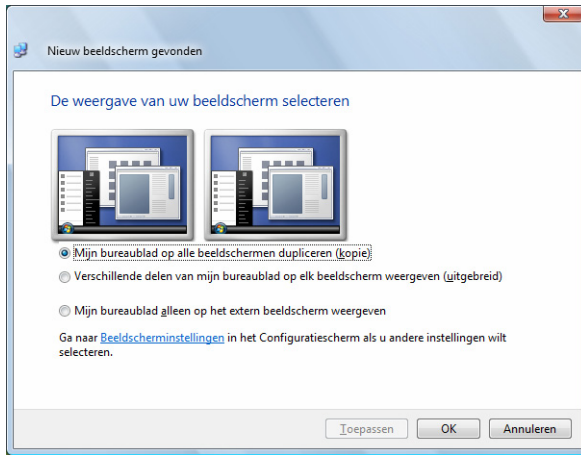 Nieuw beeldscherm gevonden
De weergave van uw beeldscherm selecteren
Mijn bureaublad op alle beeldschermen dupliceren (kopie)
Verschillende delen van mijn bureaublad op elk beeldscherm weergeven (uitgebreid)
Mijn bureaublad alleen op het extern beeldscherm weergeven
Ga naar Beeldscherminstellingen in het Configuratiescherm als u andere instellingen wilt
selecteren.
Toepassen OK Annuleren